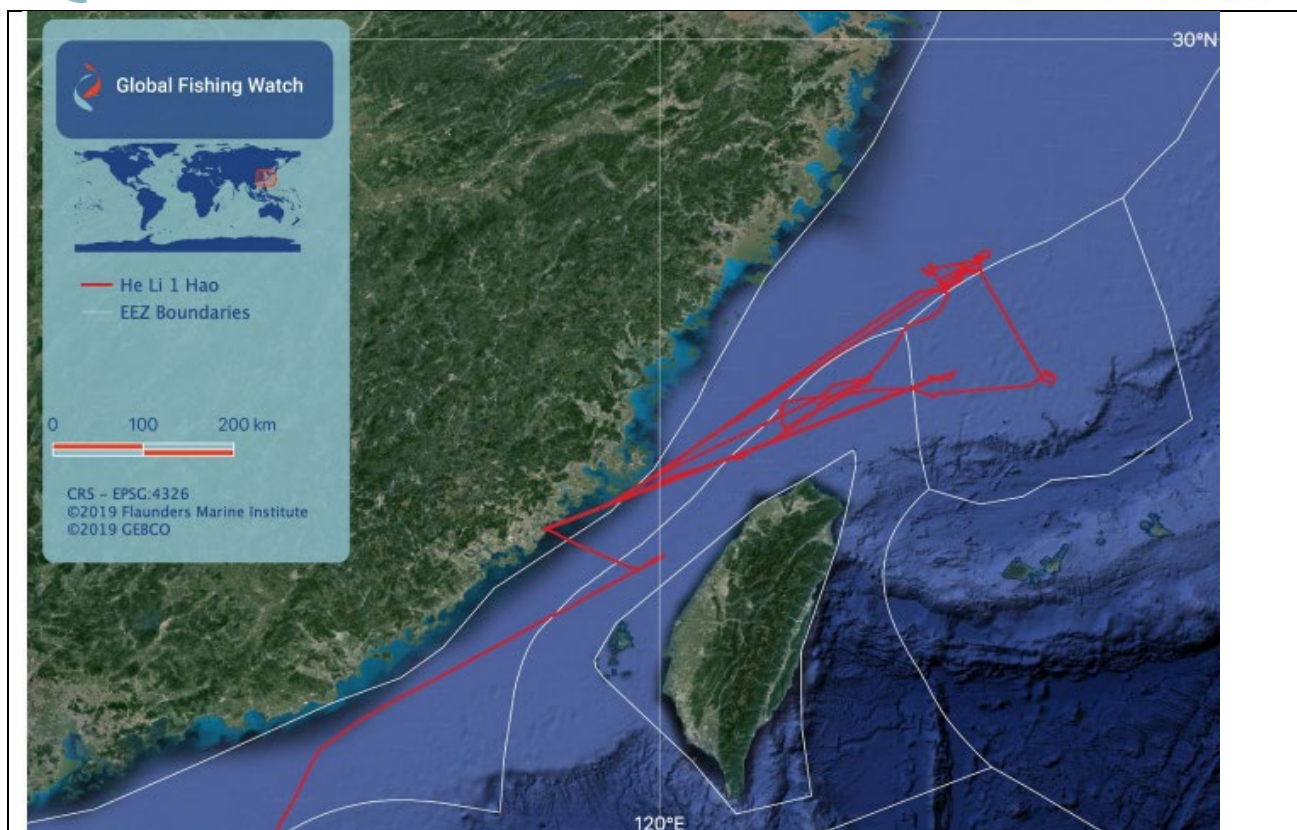 30°N
Global Fishing Watch
He Li 1 Hao
EEZ Boundaries
0 100 200 km
CRS – EPSG:4326
©2019 Flaunders Marine Institute
©2019 GEBCO
120°E